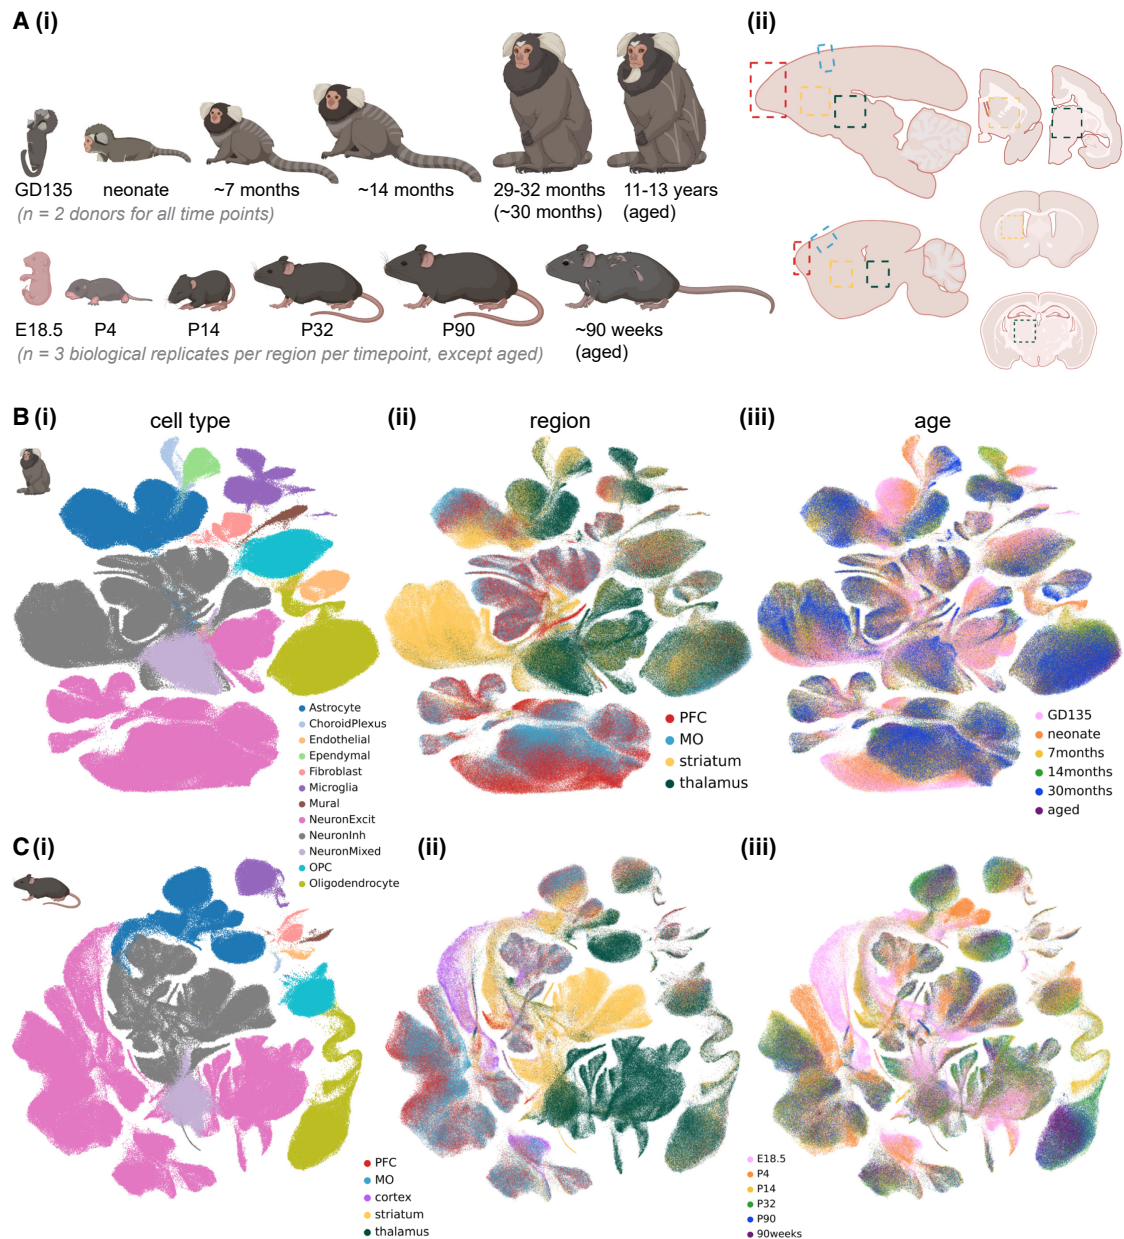 A (i)
(ii)
GD135
neonate
~7 months
~14 months
29-32 months
(~30 months)
11-13 years
(aged)
(n = 2 donors for all time points)
E18.5
P4
P14
P32
P90
~90 weeks
(aged)
(n = 3 biological replicates per region per timepoint, except aged)
B (i)
cell type
(ii)
region
(iii)
age
Astrocyte
ChoroidPlexus
Endothelial
Ependymal
Fibroblast
Microglia
Mural
NeuronExcit
NeuronInh
NeuronMixed
OPC
Oligodendrocyte
PFC
MO
striatum
thalamus
GD135
neonate
7months
14months
30months
aged
C (i)
(ii)
(iii)
PFC
MO
cortex
striatum
thalamus
E18.5
P4
P14
P32
P90
90weeks